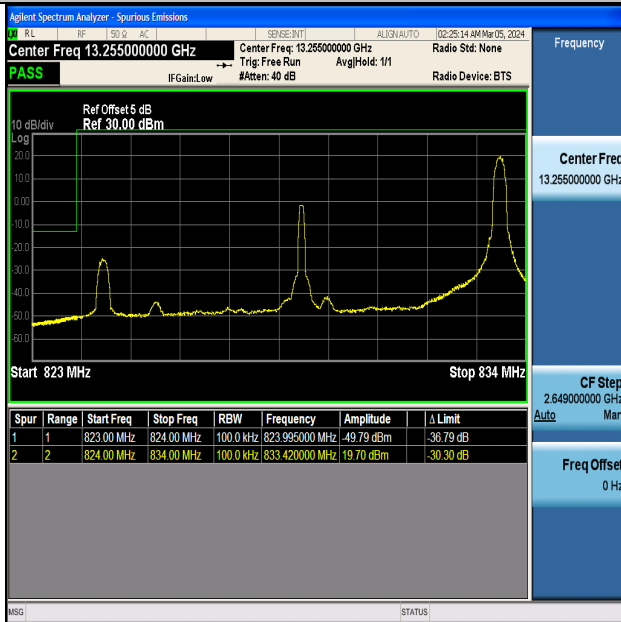 Agilent Spectrum Analyzer - Spurious Emissions
RL RF 50 Ω AC SENSE:INT ALIGN AUTO 02:25:14 AM Mar 05, 2024
Center Freq 13.255000000 GHz
Center Freq: 13.255000000 GHz
Radio Std: None
Trig: Free Run Avg|Hold: 1/1
PASS
IFGain:Low
#Atten: 40 dB
Radio Device: BTS
Frequency
Ref Offset 5 dB
10 dB/div Ref 30.00 dBm
Log
20.0
10.0
0.00
-10.0
-20.0
-30.0
-40.0
-50.0
-60.0
Start 823 MHz Stop 834 MHz
Center Freq
13.255000000 GHz
CF Step
2.649000000 GHz
Auto Man
Freq Offset
0 Hz
Spur Range Start Freq Stop Freq RBW Frequency Amplitude Δ Limit
1 1 823.00 MHz 824.00 MHz 100.0 kHz 823.995000 MHz -49.79 dBm -36.79 dB
2 2 824.00 MHz 834.00 MHz 100.0 kHz 833.420000 MHz 19.70 dBm -30.30 dB
MSG STATUS